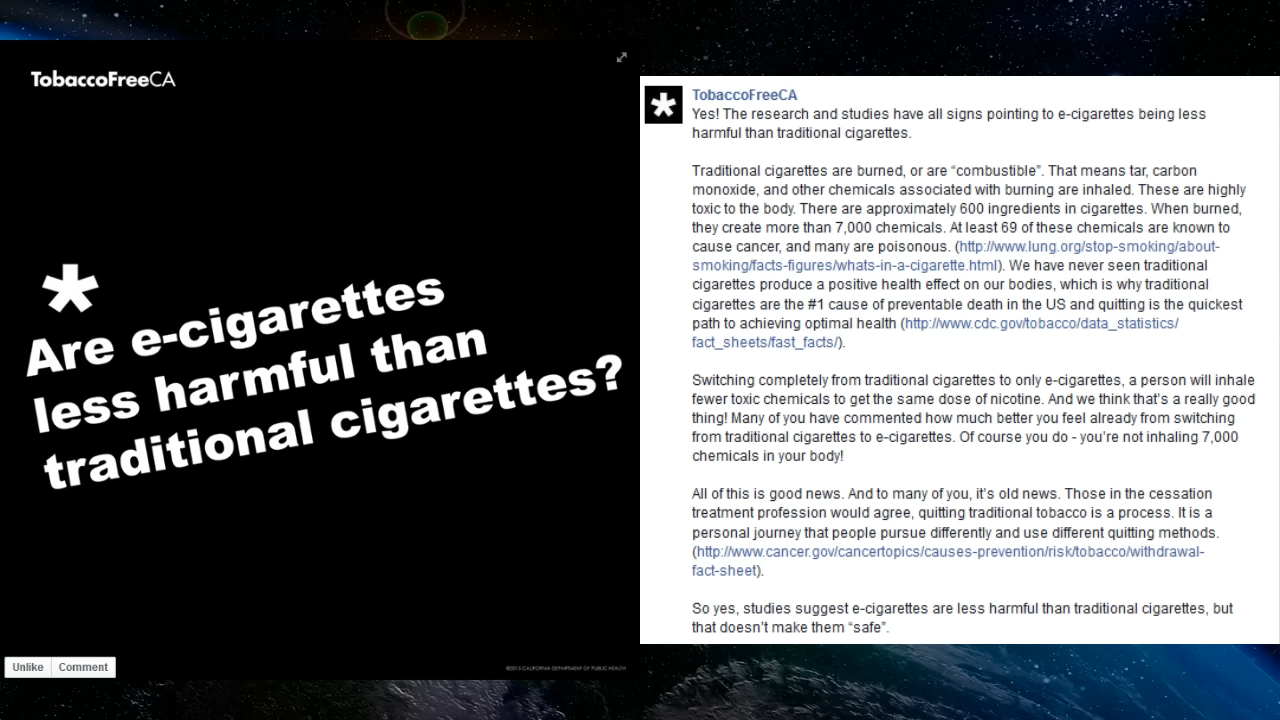 TobaccoFreeCA
*
Are e-cigarettes
less harmful than
traditional cigarettes?
Unlike Comment
©2015 CALIFORNIA DEPARTMENT OF PUBLIC HEALTH
*
TobaccoFreeCA
Yes! The research and studies have all signs pointing to e-cigarettes being less
harmful than traditional cigarettes.
Traditional cigarettes are burned, or are “combustible”. That means tar, carbon
monoxide, and other chemicals associated with burning are inhaled. These are highly
toxic to the body. There are approximately 600 ingredients in cigarettes. When burned,
they create more than 7,000 chemicals. At least 69 of these chemicals are known to
cause cancer, and many are poisonous. (http://www.lung.org/stop-smoking/about-
smoking/facts-figures/whats-in-a-cigarette.html). We have never seen traditional
cigarettes produce a positive health effect on our bodies, which is why traditional
cigarettes are the #1 cause of preventable death in the US and quitting is the quickest
path to achieving optimal health (http://www.cdc.gov/tobacco/data_statistics/
fact_sheets/fast_facts/).
Switching completely from traditional cigarettes to only e-cigarettes, a person will inhale
fewer toxic chemicals to get the same dose of nicotine. And we think that’s a really good
thing! Many of you have commented how much better you feel already from switching
from traditional cigarettes to e-cigarettes. Of course you do - you’re not inhaling 7,000
chemicals in your body!
All of this is good news. And to many of you, it’s old news. Those in the cessation
treatment profession would agree, quitting traditional tobacco is a process. It is a
personal journey that people pursue differently and use different quitting methods.
(http://www.cancer.gov/cancertopics/causes-prevention/risk/tobacco/withdrawal-
fact-sheet).
So yes, studies suggest e-cigarettes are less harmful than traditional cigarettes, but
that doesn’t make them “safe”.